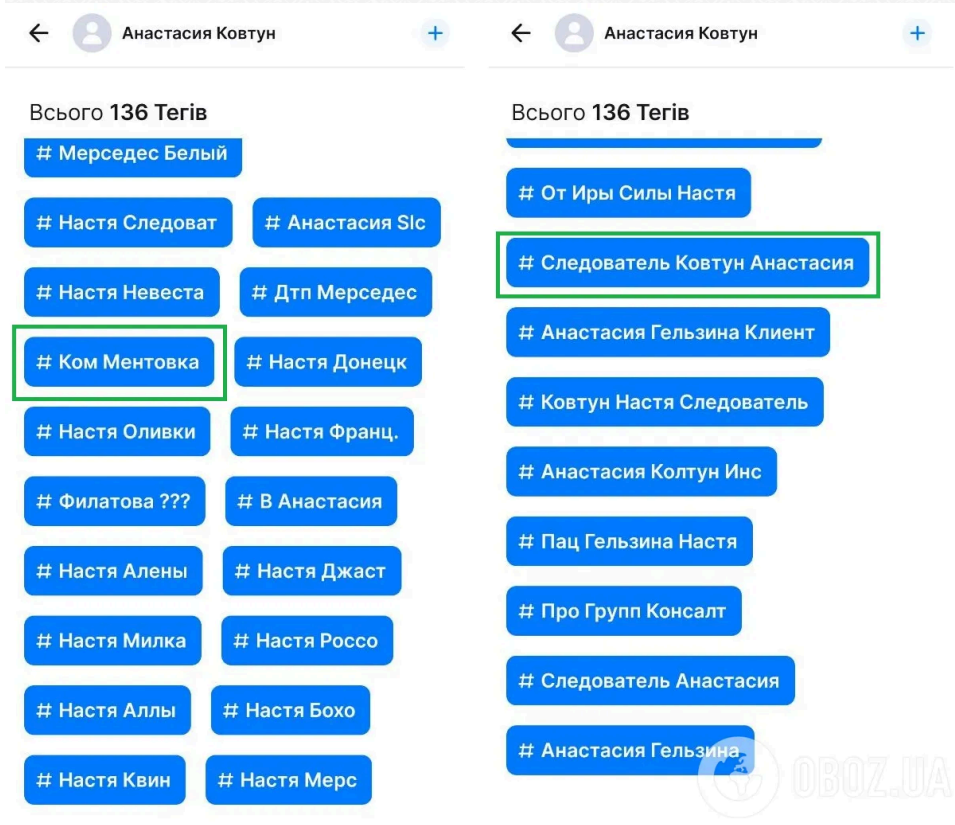 Анастасия Ковтун
Всього 136 Тегів
# Мерседес Белый
# Настя Следоват # Анастасия Slc
# Настя Невеста # Дтп Мерседес
# Ком Ментовка # Настя Донецк
# Настя Оливки # Настя Франц.
# Филатова ??? # В Анастасия
# Настя Алены # Настя Джаст
# Настя Милка # Настя Россо
# Настя Аллы # Настя Бохо
# Настя Квин # Настя Мерс
Анастасия Ковтун
Всього 136 Тегів
# От Иры Силы Настя
# Следователь Ковтун Анастасия
# Анастасия Гельзина Клиент
# Ковтун Настя Следователь
# Анастасия Колтун Инс
# Пац Гельзина Настя
# Про Групп Консалт
# Следователь Анастасия
# Анастасия Гельзина
OBOZ.UA